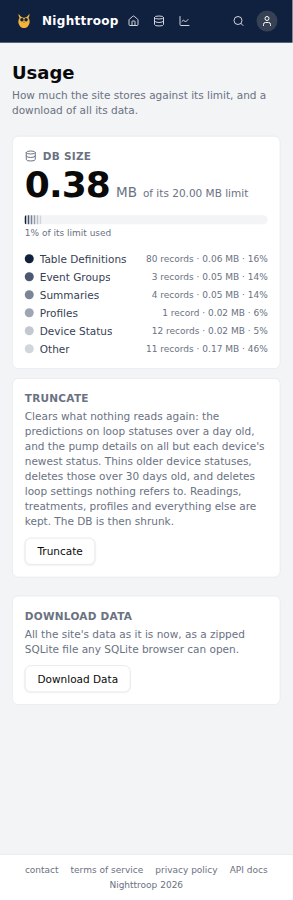 Nighttroop
Usage
How much the site stores against its limit, and a
download of all its data.
DB SIZE
0.38 MB of its 20.00 MB limit
1% of its limit used
Table Definitions 80 records · 0.06 MB · 16%
Event Groups 3 records · 0.05 MB · 14%
Summaries 4 records · 0.05 MB · 14%
Profiles 1 record · 0.02 MB · 6%
Device Status 12 records · 0.02 MB · 5%
Other 11 records · 0.17 MB · 46%
TRUNCATE
Clears what nothing reads again: the
predictions on loop statuses over a day old,
and the pump details on all but each device's
newest status. Thins older device statuses,
deletes those over 30 days old, and deletes
loop settings nothing refers to. Readings,
treatments, profiles and everything else are
kept. The DB is then shrunk.
Truncate
DOWNLOAD DATA
All the site's data as it is now, as a zipped
SQLite file any SQLite browser can open.
Download Data
contact terms of service privacy policy API docs
Nighttroop 2026